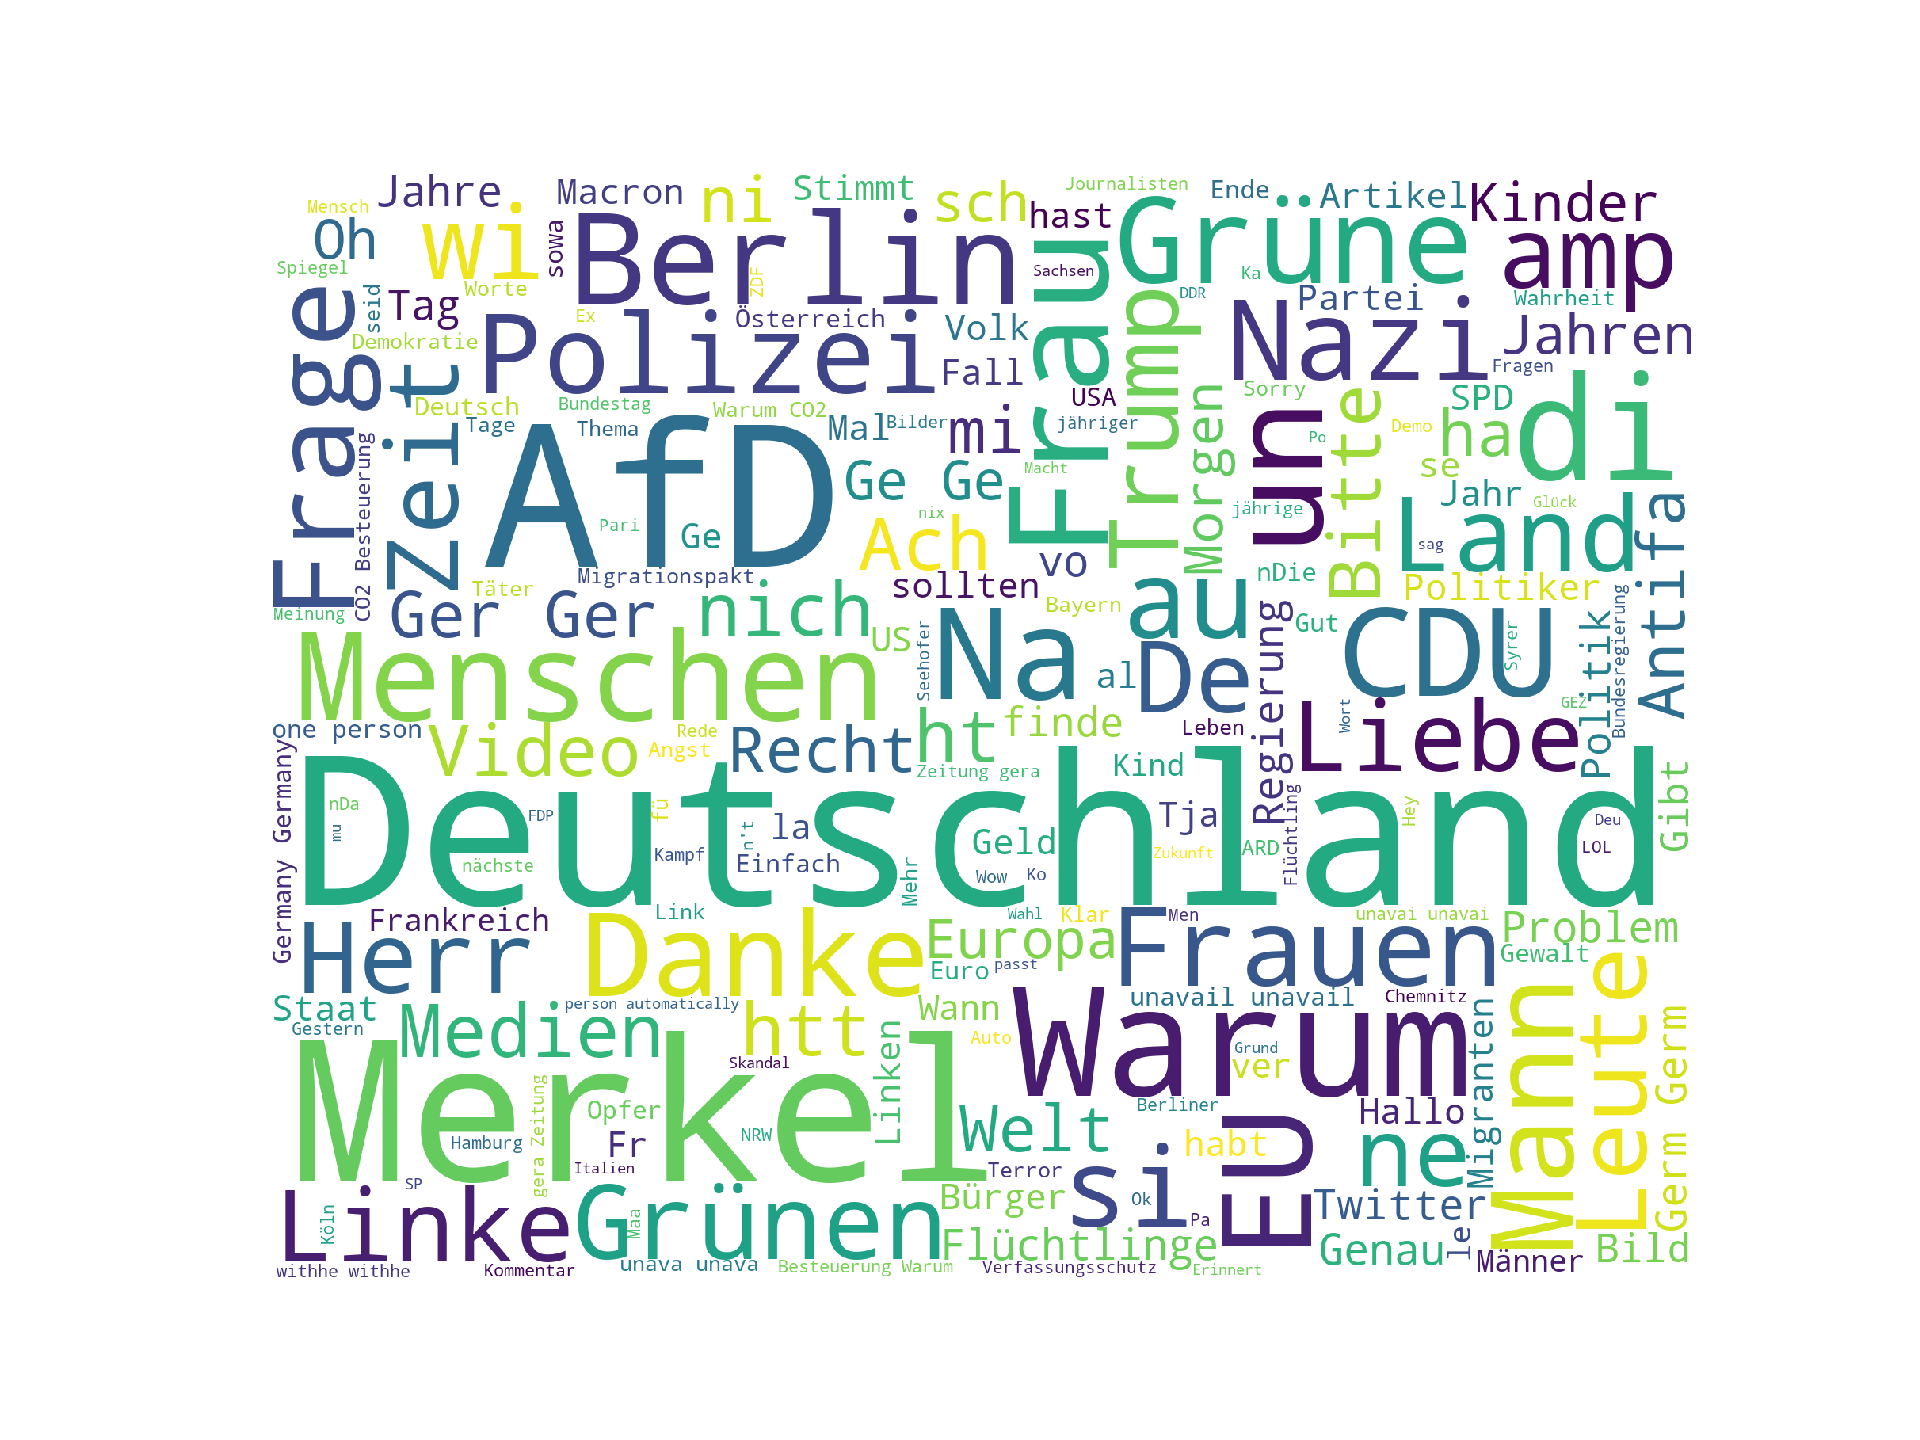 Mensch
Jahre
Macron
ni
Stimmt
sch
Journalisten
hast
Ende
Artikel
Kinder
Oh
wi
sowa
Berlin
ZDF
Frau
Grüne
amp
Spiegel
Worte
Sachsen
Ka
DDR
Frage
seid
Tag
Ex
Österreich
Volk
Trump
Nazi
Partei
Wahrheit
Jahren
Demokratie
Zeit
Polizei
Fall
Fragen
Deutsch
Tage
Bundestag
Thema
Warum CO2
Mal
Bilder
mi
USA
jähriger
Morgen
Sorry
un
Po
Bitte
Demo
SPD
ha
di
CO2 Besteuerung
AfD
Pari
Ge
Ge Ge
Macht
nix
Ach
jährige
se
Jahr
Glück
Land
sag
Antifa
Meinung
Täter
Migrationspakt
sollten
vo
nDie
Politiker
Ger Ger
nich
US
Bayern
au
Regierung
Gut
CDU
Syrer
Politik
Bundesregierung
Menschen
Seehofer
Na
al
De
one person
Video
Rede
Angst
Recht
ht
finde
Leben
Liebe
Wort
GEZ
Germany Germany
Zeitung gera
Kind
Gibt
Deutschland
nDa
mu
FDP
fü
n't
la
Geld
Tja
Flüchtling
Hey
Deu
LOL
nächste
Kampf
Einfach
Mehr
Wow
Ko
Zukunft
ARD
Frankreich
Link
Wahl
Klar
Men
unavai unavai
Problem
Herr
Danke
Europa
Euro
passt
Frauen
Gewalt
Staat
Gestern
Medien
person automatically
htt
Wann
Warum
unavail unavail
Chemnitz
Migranten
Mann
Leute
Germ Germ
Merkel
Skandal
Linken
Auto
Grund
ver
Hamburg
gera Zeitung
Opfer
Fr
NRW
Italien
Welt
Berliner
EU
Hallo
Terror
si
habt
ne
SP
Linke
Köln
Grünen
Maa
Bürger
Ok
Pa
Twitter
Flüchtlinge
Genau
le
Bild
withhe withhe
Kommentar
unava unava
Besteuerung Warum
Verfassungsschutz
Erinnert
Männer